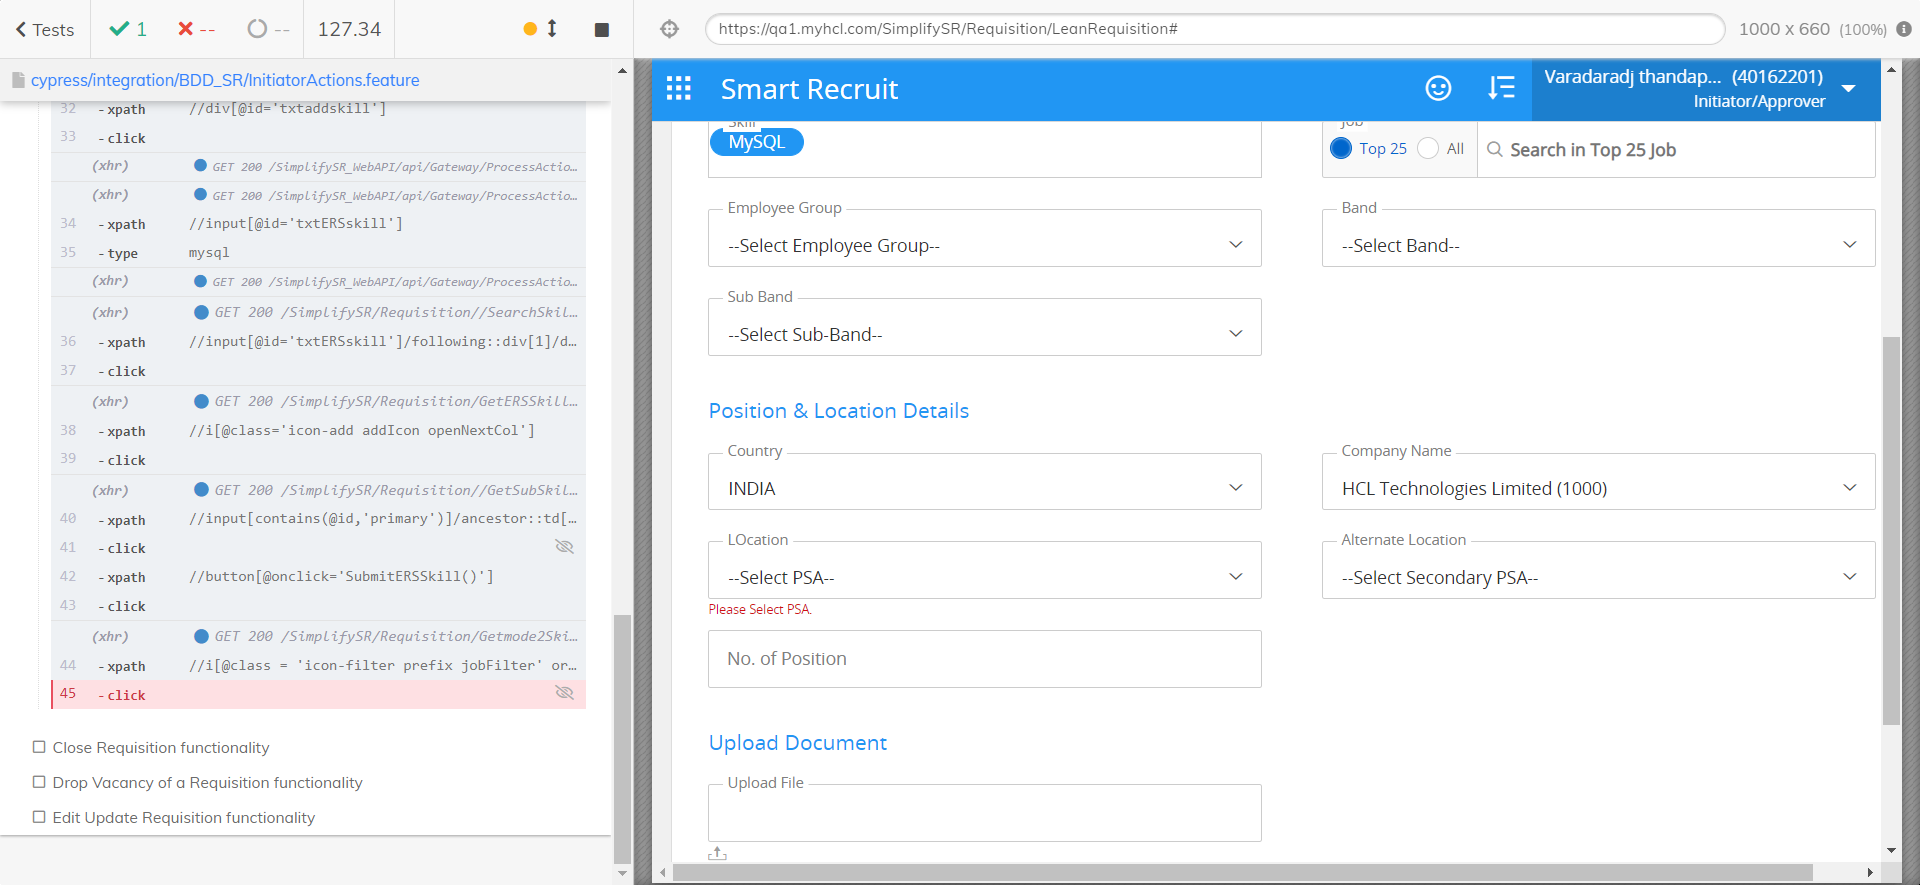 Tests
1
--
--
127.34
https://qa1.myhcl.com/SimplifySR/Requisition/LeanRequisition#
1000 x 660 (100%)
cypress/integration/BDD_SR/InitiatorActions.feature
32 -xpath //div[@id='txtaddskill']
33 -click
(xhr) GET 200 /SimplifySR_WebAPI/api/Gateway/ProcessActio…
(xhr) GET 200 /SimplifySR_WebAPI/api/Gateway/ProcessActio…
34 -xpath //input[@id='txtERSskill']
35 -type mysql
(xhr) GET 200 /SimplifySR_WebAPI/api/Gateway/ProcessActio…
(xhr) GET 200 /SimplifySR/Requisition//SearchSkil…
36 -xpath //input[@id='txtERSskill']/following::div[1]/d…
37 -click
(xhr) GET 200 /SimplifySR/Requisition/GetERSSkill…
38 -xpath //i[@class='icon-add addIcon openNextCol']
39 -click
(xhr) GET 200 /SimplifySR/Requisition//GetSubSkil…
40 -xpath //input[contains(@id,'primary')]/ancestor::td[…
41 -click
42 -xpath //button[@onclick='SubmitERSSkill()']
43 -click
(xhr) GET 200 /SimplifySR/Requisition/Getmode2Ski…
44 -xpath //i[@class = 'icon-filter prefix jobFilter' or…
45 -click
Close Requisition functionality
Drop Vacancy of a Requisition functionality
Edit Update Requisition functionality
Smart Recruit
Varadaradj thandap... (40162201)
Initiator/Approver
Skill
MySQL
Job
Top 25
All
Search in Top 25 Job
Employee Group
--Select Employee Group--
Band
--Select Band--
Sub Band
--Select Sub-Band--
Position & Location Details
Country
INDIA
Company Name
HCL Technologies Limited (1000)
LOcation
--Select PSA--
Please Select PSA.
Alternate Location
--Select Secondary PSA--
No. of Position
Upload Document
Upload File